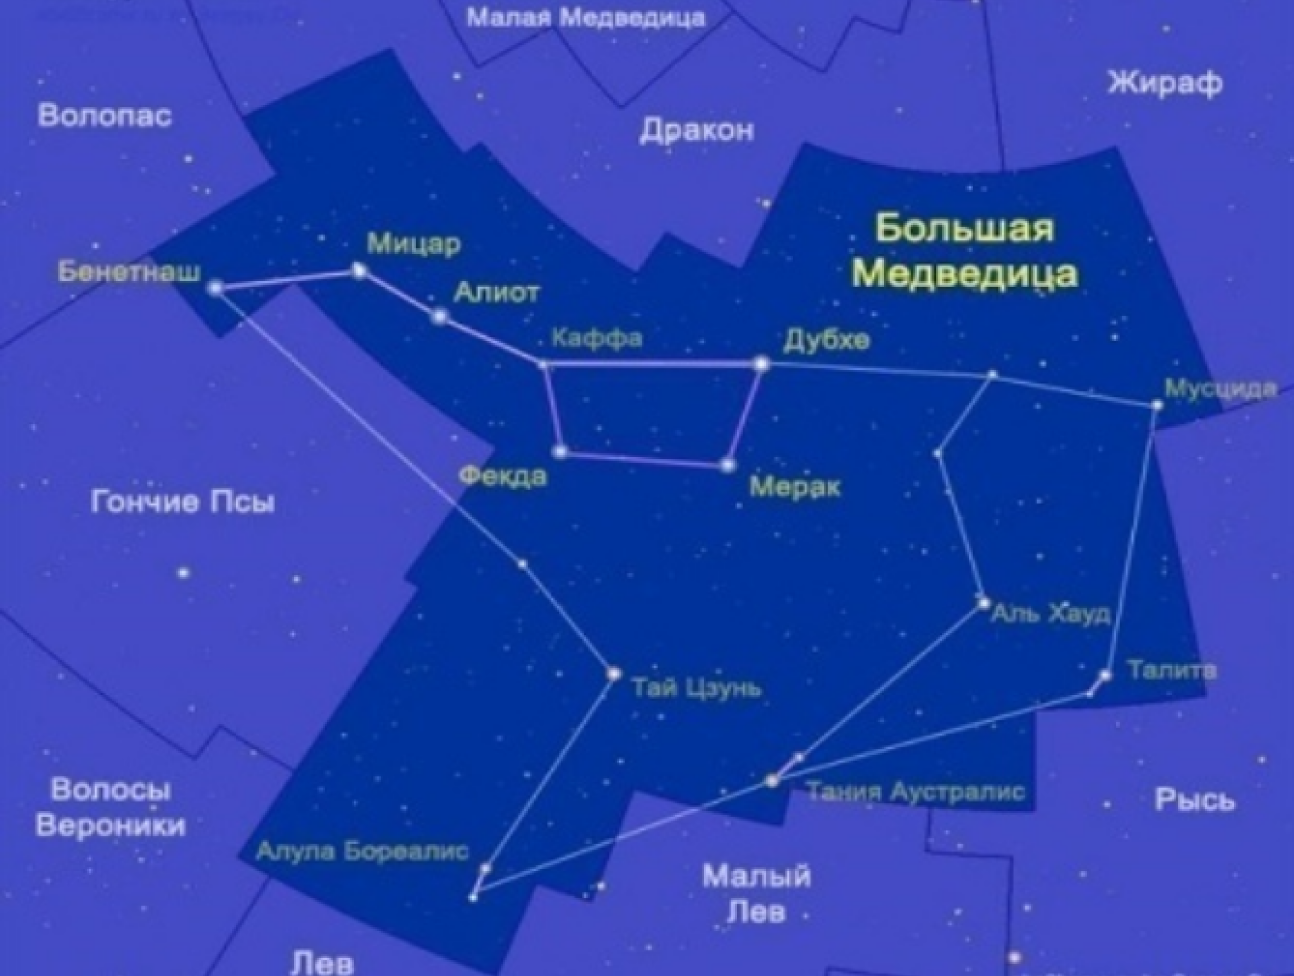 Малая Медведица
Жираф
Волопас
Дракон
Большая
Медведица
Мицар
Бенетнаш
Алиот
Каффа
Дубхе
Мусцида
Фекда
Мерак
Гончие Псы
Аль Хауд
Талита
Тай Цзунь
Волосы
Вероники
Тания Аустралис
Рысь
Алула Бореалис
Малый
Лев
Лев